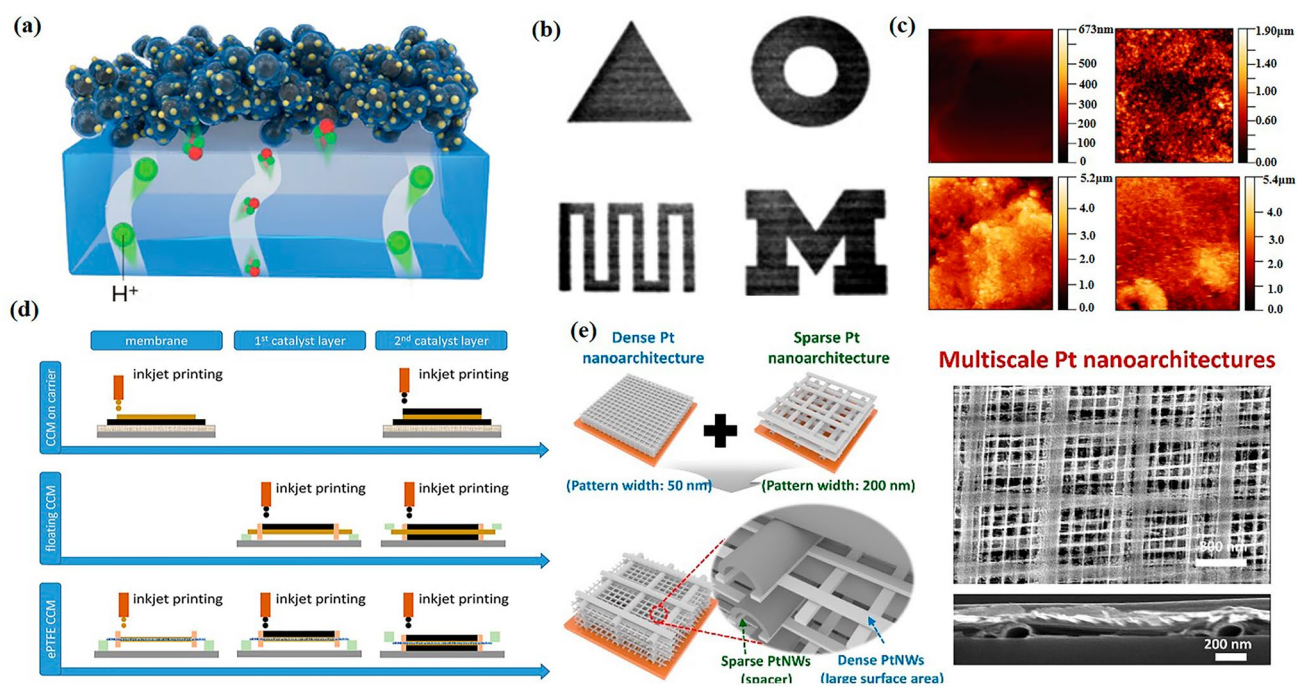 (a)
H⁺
(b)
M
(c)
673nm
600
500
400
300
200
100
0
1.90µm
1.40
1.00
0.60
0.00
5.2µm
4.0
3.0
2.0
1.0
0.0
5.4µm
4.0
3.0
2.0
1.0
0.0
(d)
membrane
1st catalyst layer
2nd catalyst layer
CCM on carrier
inkjet printing
inkjet printing
floating CCM
inkjet printing
inkjet printing
ePTFE CCM
inkjet printing
inkjet printing
inkjet printing
(e)
Dense Pt
nanoarchitecture
Sparse Pt
nanoarchitecture
(Pattern width: 50 nm)
(Pattern width: 200 nm)
Sparse PtNWs
(spacer)
Dense PtNWs
(large surface area)
Multiscale Pt nanoarchitectures
800 nm
200 nm